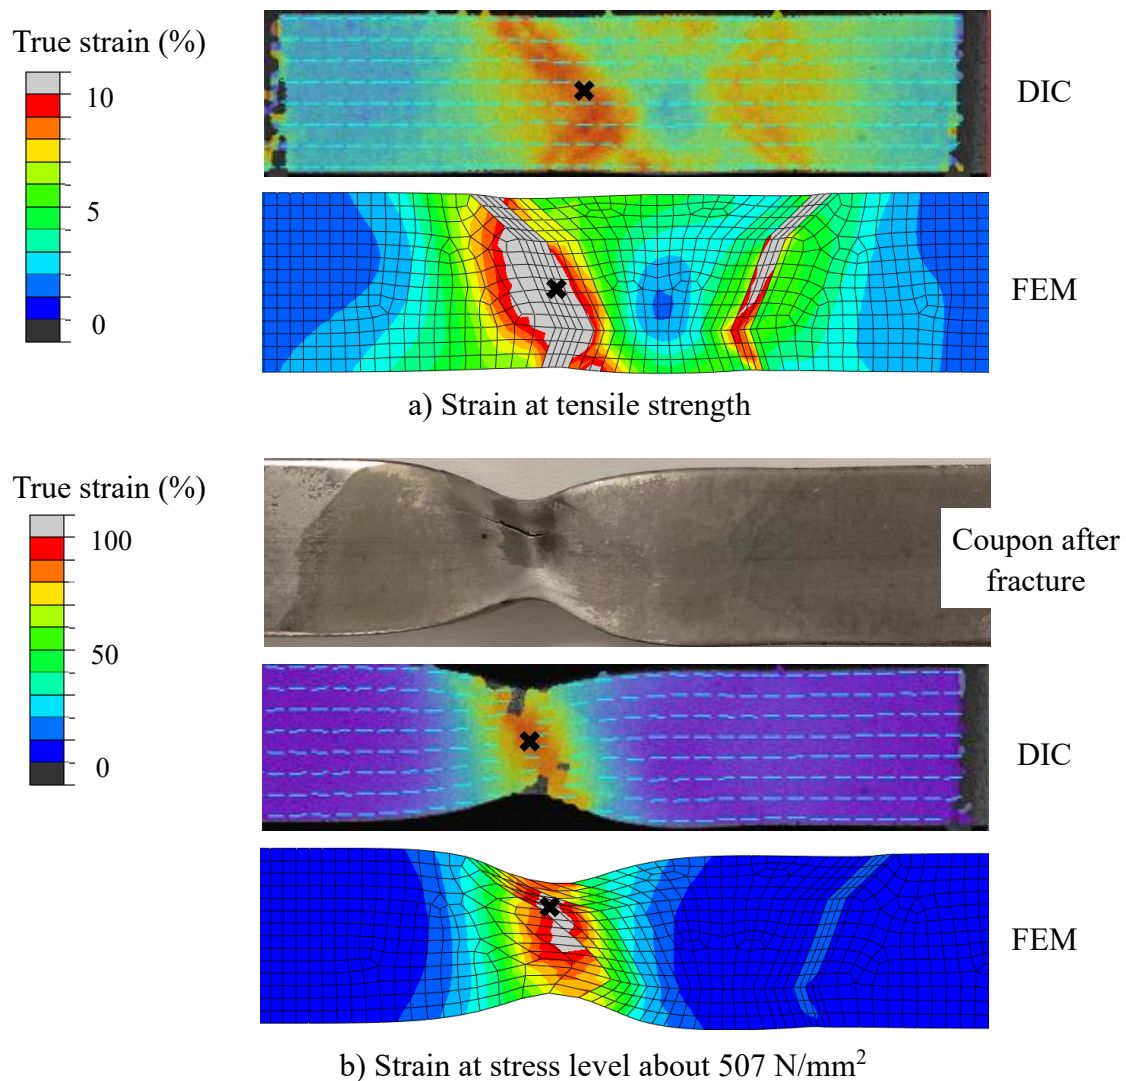 True strain (%)
10
5
0
DIC
FEM
a) Strain at tensile strength
True strain (%)
100
50
0
Coupon after
fracture
DIC
FEM
b) Strain at stress level about 507 N/mm²